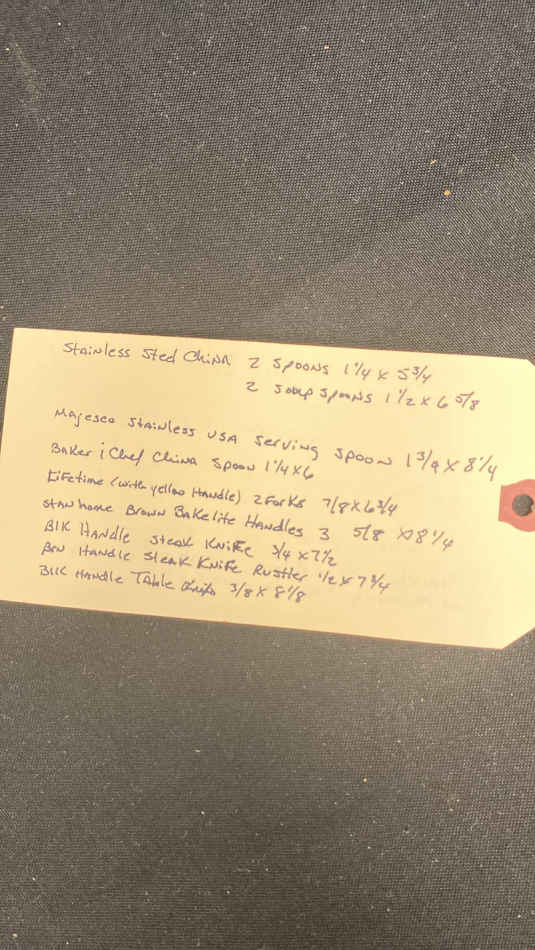 Stainless Steel China 2 Spoons 1 1/4 x 5 3/4
2 Soup Spoons 1 1/2 x 6 5/8
Majesco Stainless USA Serving Spoon 1 3/4 x 8 1/4
Baker i Chef China Spoon 1 1/4 x 6
Lifetime (with yellow Handle) 2 Forks 7/8 x 6 3/4
Stanhome Brown Bakelite Handles 3 5/8 x 8 1/4
Blk Handle Steak Knife 3/4 x 7 1/2
Brn Handle Steak Knife 1/2 x 7 3/4
Blk Handle Table Knife 3/8 x 8 1/8